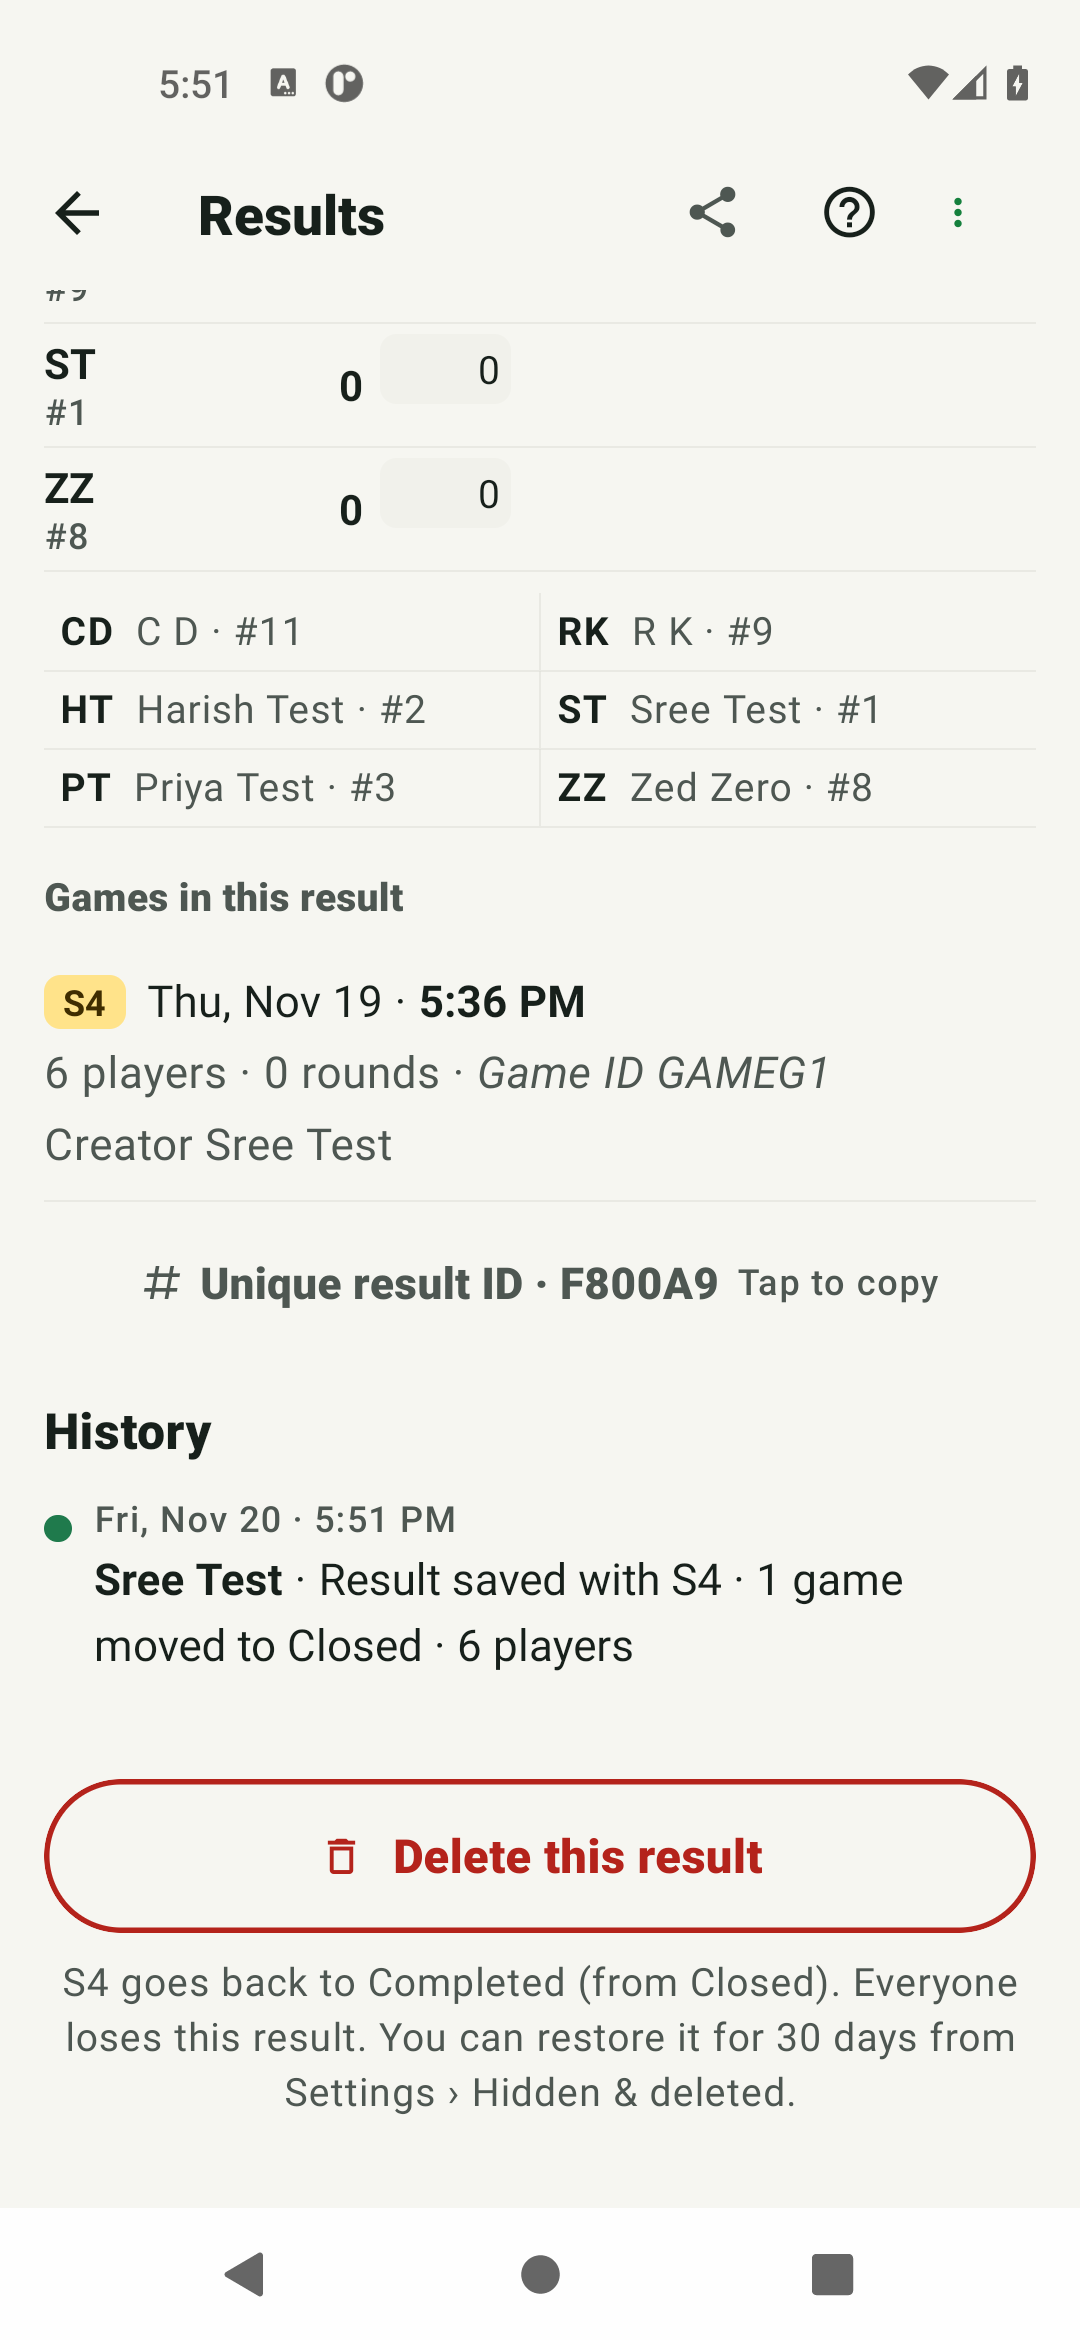 5:51
Results
#9
ST 0 0
#1
ZZ 0 0
#8
CD C D · #11 RK R K · #9
HT Harish Test · #2 ST Sree Test · #1
PT Priya Test · #3 ZZ Zed Zero · #8
Games in this result
S4 Thu, Nov 19 · 5:36 PM
6 players · 0 rounds · Game ID GAMEG1
Creator Sree Test
# Unique result ID · F800A9 Tap to copy
History
Fri, Nov 20 · 5:51 PM
Sree Test · Result saved with S4 · 1 game
moved to Closed · 6 players
Delete this result
S4 goes back to Completed (from Closed). Everyone
loses this result. You can restore it for 30 days from
Settings › Hidden & deleted.